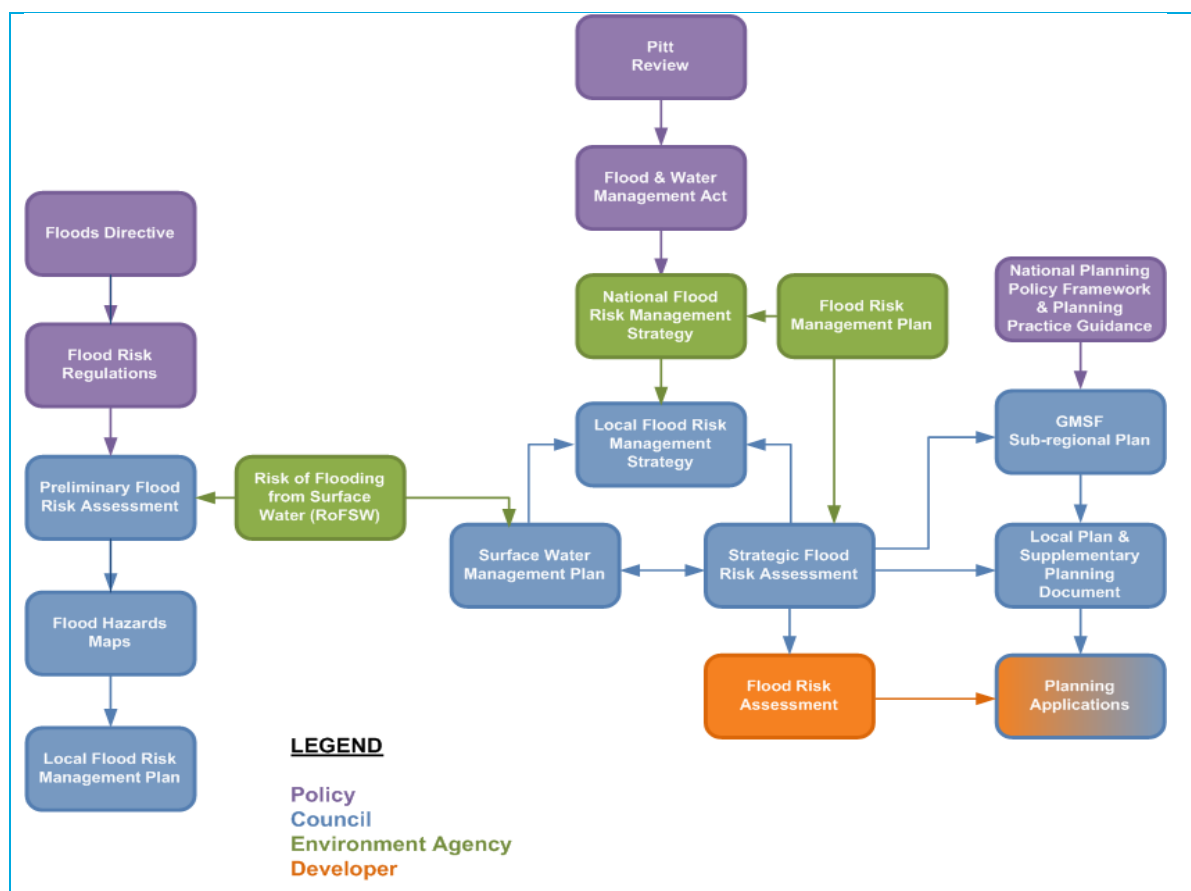 Pitt
Review
Flood & Water
Management Act
Floods Directive
National Flood
Risk Management
Strategy
Flood Risk
Management Plan
National Planning
Policy Framework
& Planning
Practice Guidance
Flood Risk
Regulations
Local Flood Risk
Management
Strategy
GMSF
Sub-regional Plan
Preliminary Flood
Risk Assessment
Risk of Flooding
from Surface
Water (RoFSW)
Surface Water
Management Plan
Strategic Flood
Risk Assessment
Local Plan &
Supplementary
Planning
Document
Flood Hazards
Maps
Flood Risk
Assessment
Planning
Applications
Local Flood Risk
Management Plan
LEGEND
Policy
Council
Environment Agency
Developer